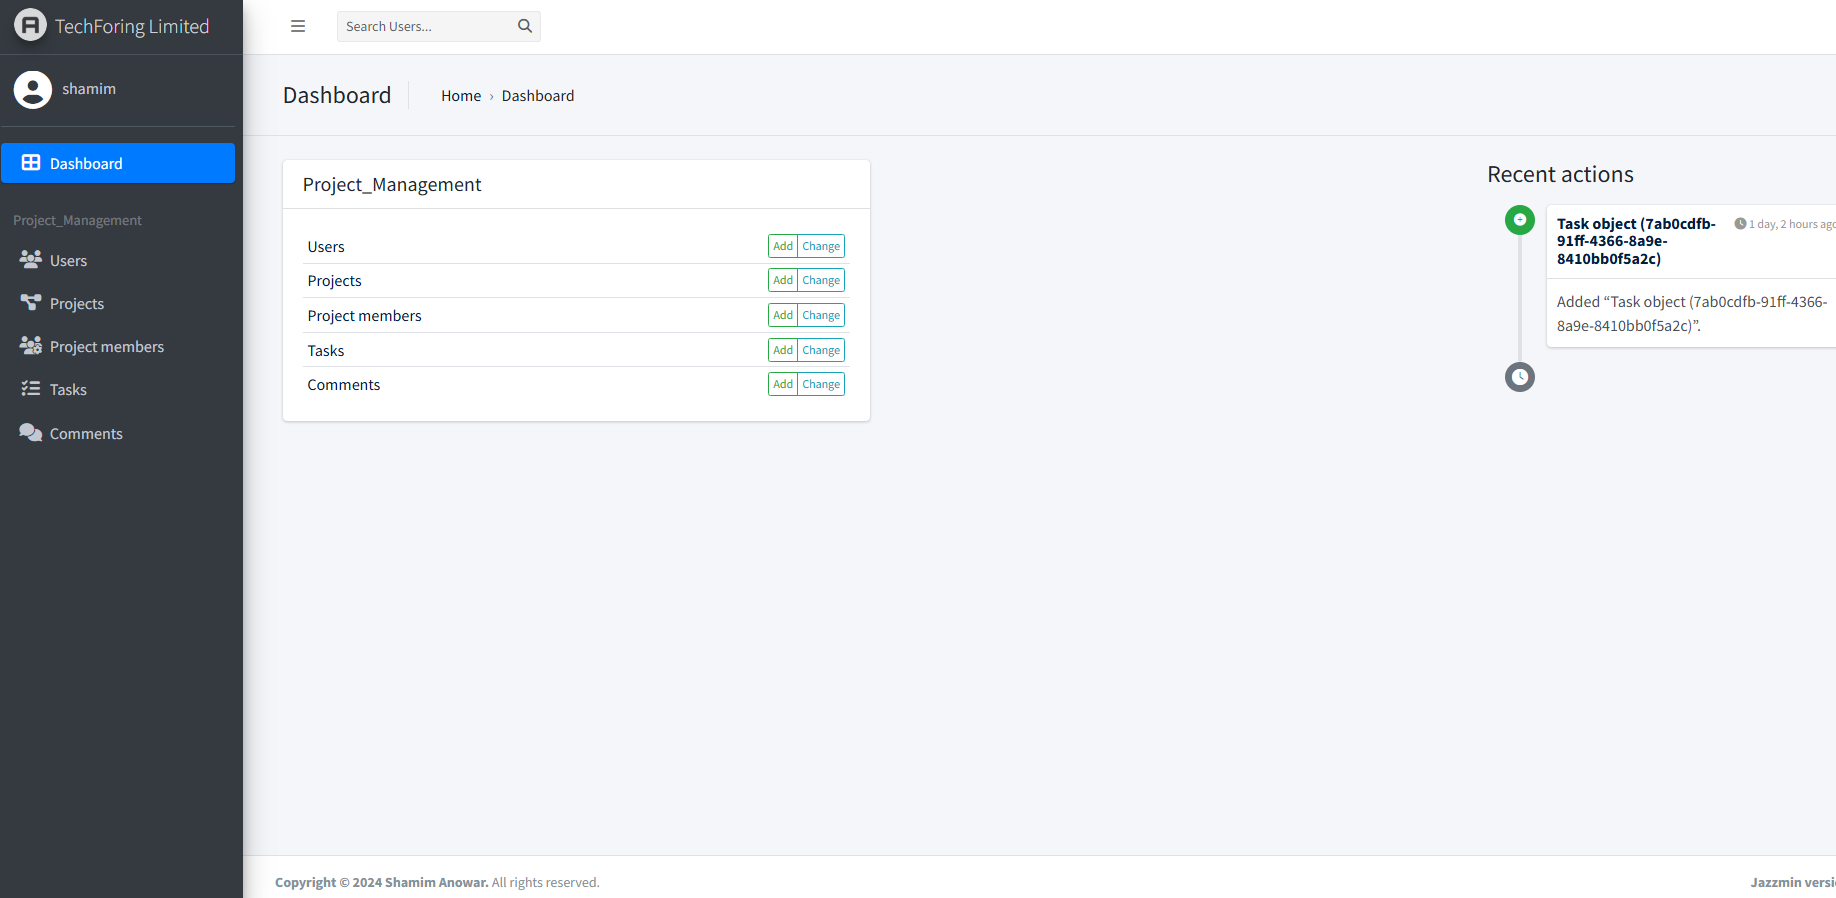 TechForing Limited
Search Users...
shamim
Dashboard
Project_Management
Users
Projects
Project members
Tasks
Comments
Dashboard
Home › Dashboard
Project_Management
Users Add Change
Projects Add Change
Project members Add Change
Tasks Add Change
Comments Add Change
Recent actions
Task object (7ab0cdfb-
91ff-4366-8a9e-
8410bb0f5a2c)
1 day, 2 hours ago
Added “Task object (7ab0cdfb-91ff-4366-
8a9e-8410bb0f5a2c)”.
Copyright © 2024 Shamim Anowar. All rights reserved.
Jazzmin versi